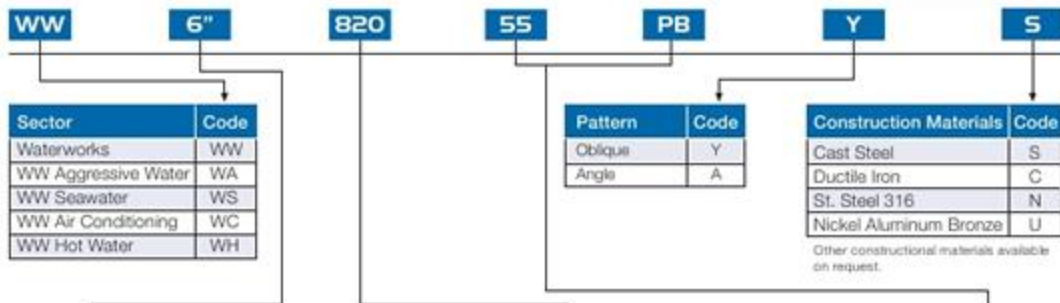 WW 6” 820 55 PB Y S
Sector Code
Waterworks WW
WW Aggressive Water WA
WW Seawater WS
WW Air Conditioning WC
WW Hot Water WH
Pattern Code
Oblique Y
Angle A
Construction Materials Code
Cast Steel S
Ductile Iron C
St. Steel 316 N
Nickel Aluminum Bronze U
Other constructional materials available
on request.